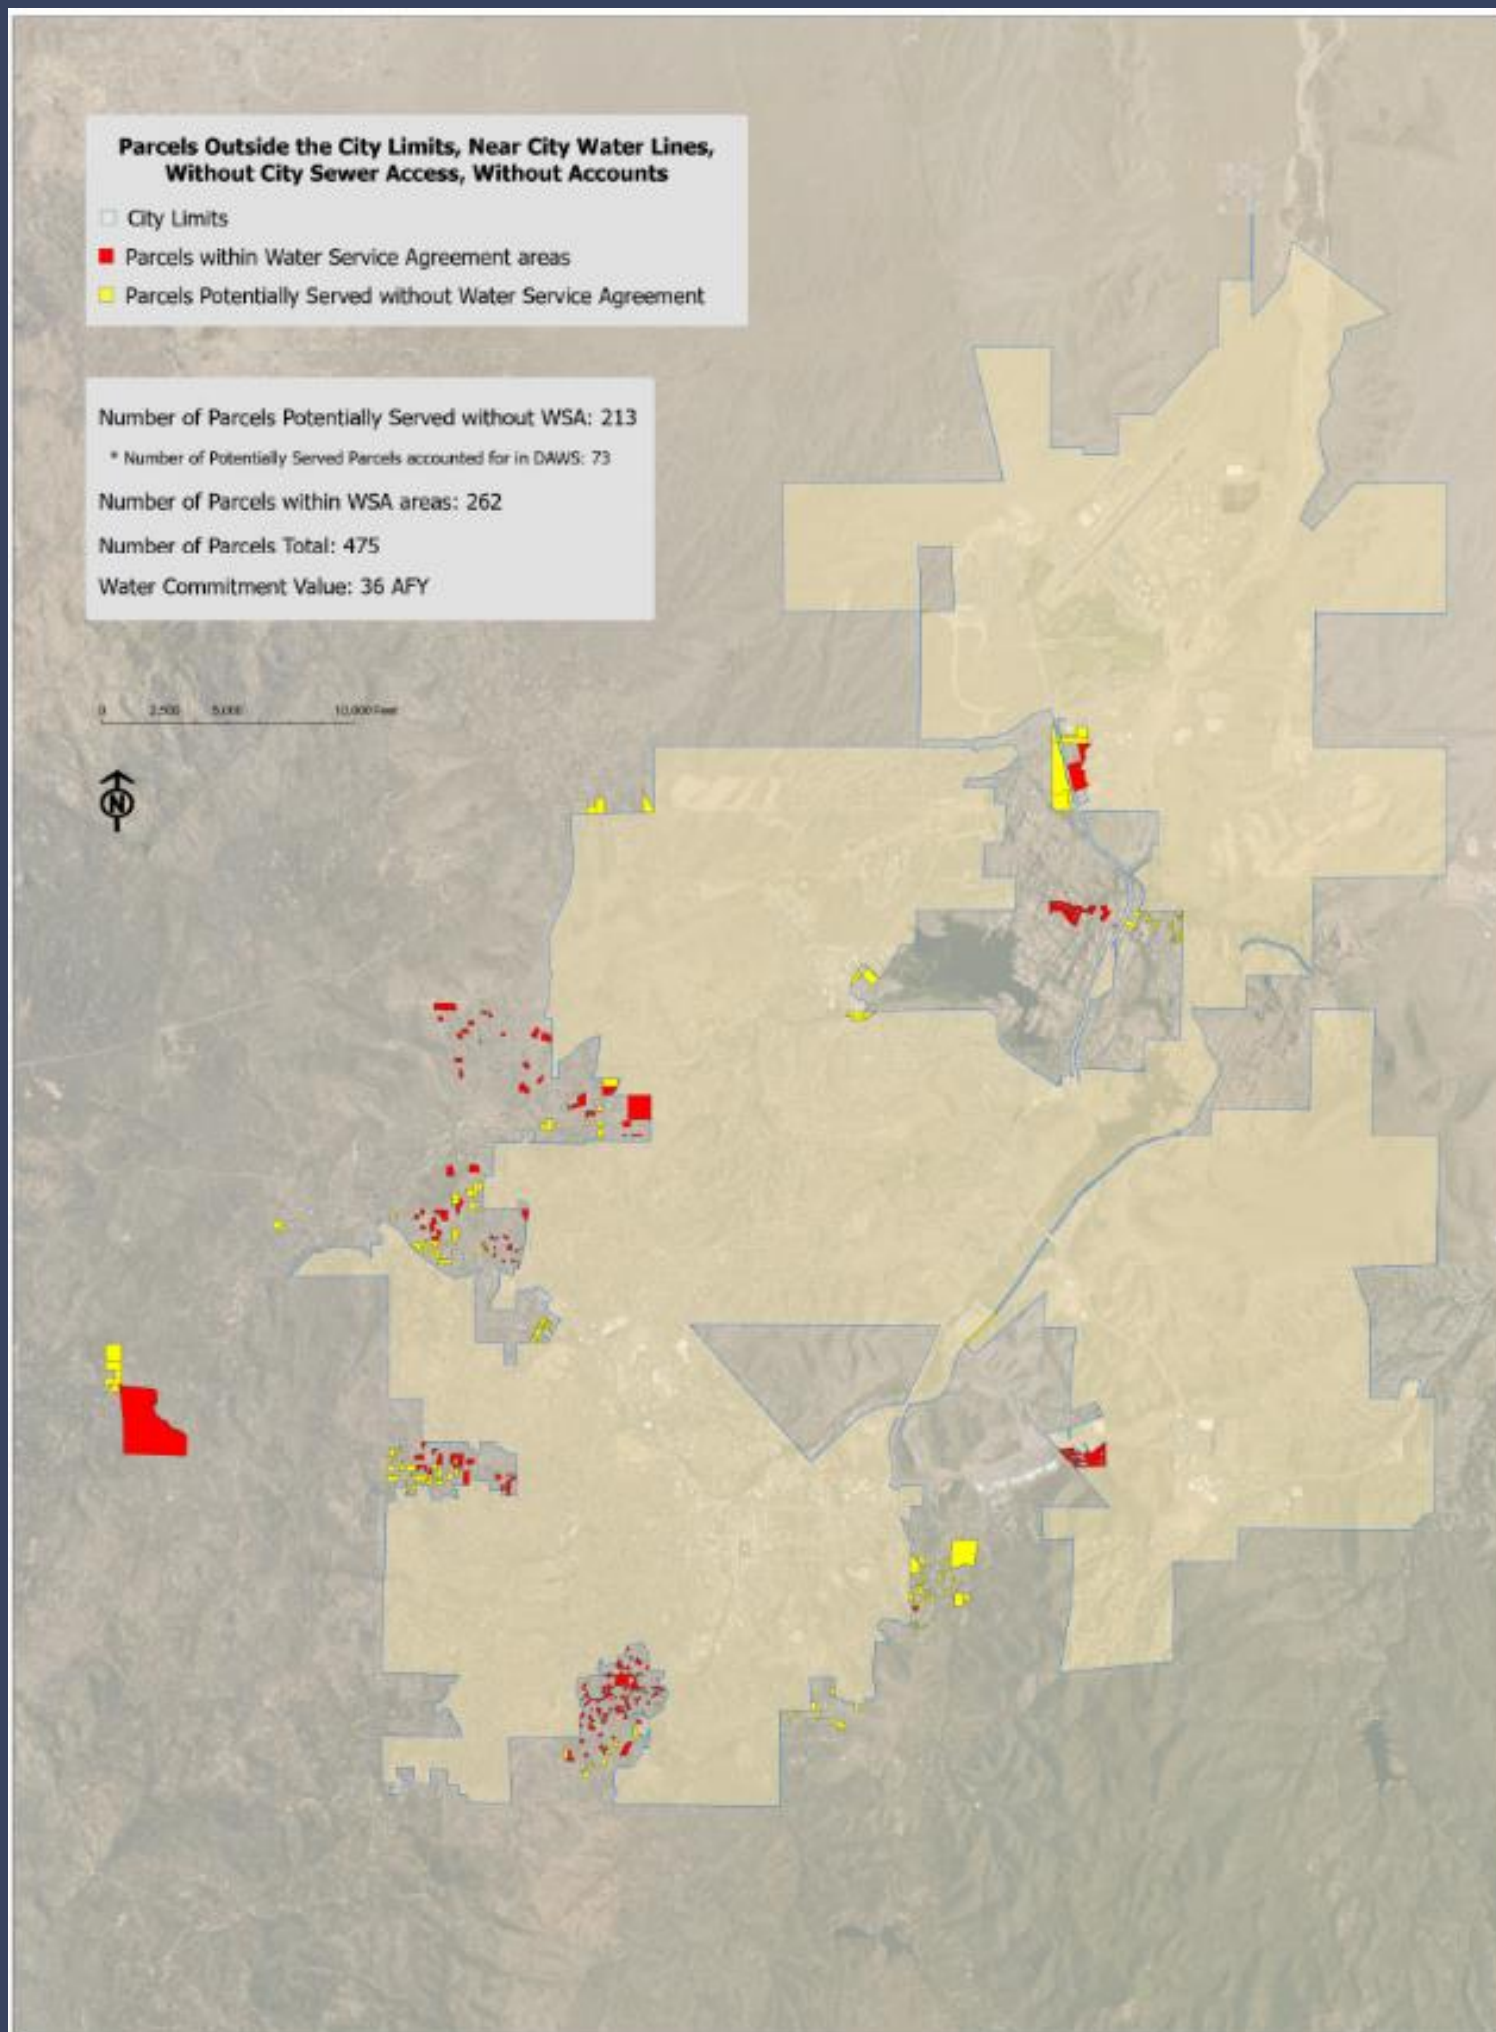 Parcels Outside the City Limits, Near City Water Lines,
Without City Sewer Access, Without Accounts
City Limits
Parcels within Water Service Agreement areas
Parcels Potentially Served without Water Service Agreement
Number of Parcels Potentially Served without WSA: 213
* Number of Potentially Served Parcels accounted for in DAWS: 73
Number of Parcels within WSA areas: 262
Number of Parcels Total: 475
Water Commitment Value: 36 AFY
0 2,500 5,000 10,000 Feet
N